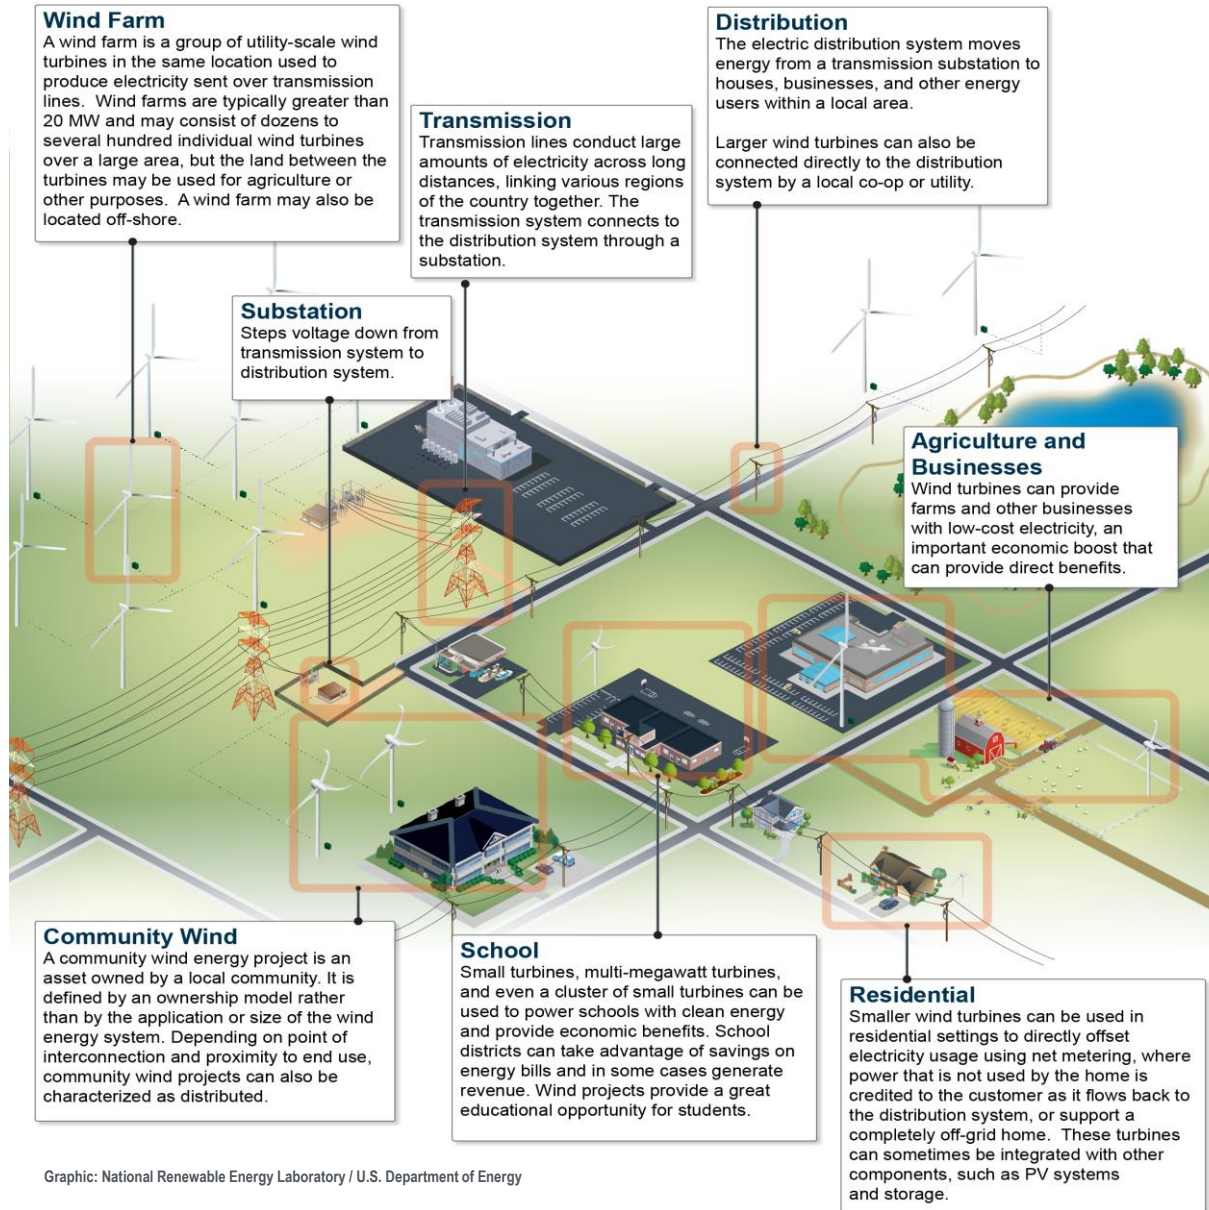 Wind Farm
A wind farm is a group of utility-scale wind
turbines in the same location used to
produce electricity sent over transmission
lines.  Wind farms are typically greater than
20 MW and may consist of dozens to
several hundred individual wind turbines
over a large area, but the land between the
turbines may be used for agriculture or
other purposes.  A wind farm may also be
located off-shore.
Distribution
The electric distribution system moves
energy from a transmission substation to
houses, businesses, and other energy
users within a local area.
Larger wind turbines can also be
connected directly to the distribution
system by a local co-op or utility.
Transmission
Transmission lines conduct large
amounts of electricity across long
distances, linking various regions
of the country together. The
transmission system connects to
the distribution system through a
substation.
Substation
Steps voltage down from
transmission system to
distribution system.
Agriculture and
Businesses
Wind turbines can provide
farms and other businesses
with low-cost electricity, an
important economic boost that
can provide direct benefits.
Community Wind
A community wind energy project is an
asset owned by a local community. It is
defined by an ownership model rather
than by the application or size of the wind
energy system. Depending on point of
interconnection and proximity to end use,
community wind projects can also be
characterized as distributed.
School
Small turbines, multi-megawatt turbines,
and even a cluster of small turbines can be
used to power schools with clean energy
and provide economic benefits. School
districts can take advantage of savings on
energy bills and in some cases generate
revenue. Wind projects provide a great
educational opportunity for students.
Residential
Smaller wind turbines can be used in
residential settings to directly offset
electricity usage using net metering, where
power that is not used by the home is
credited to the customer as it flows back to
the distribution system, or support a
completely off-grid home.  These turbines
can sometimes be integrated with other
components, such as PV systems
and storage.
Graphic: National Renewable Energy Laboratory / U.S. Department of Energy